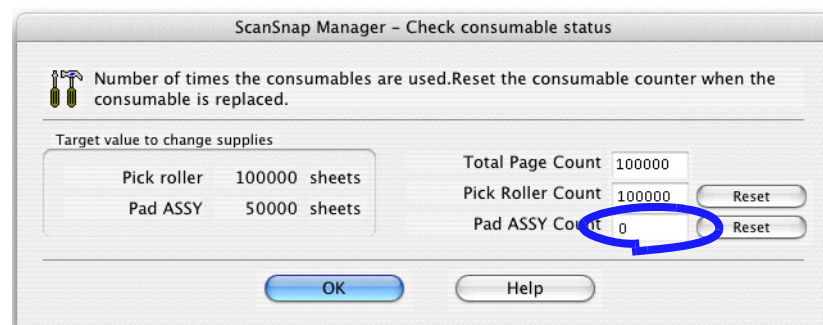 ScanSnap Manager – Check consumable status
Number of times the consumables are used.Reset the consumable counter when the
consumable is replaced.
Target value to change supplies
Pick roller 100000 sheets
Pad ASSY 50000 sheets
Total Page Count 100000
Pick Roller Count 100000 Reset
Pad ASSY Count 0 Reset
OK Help